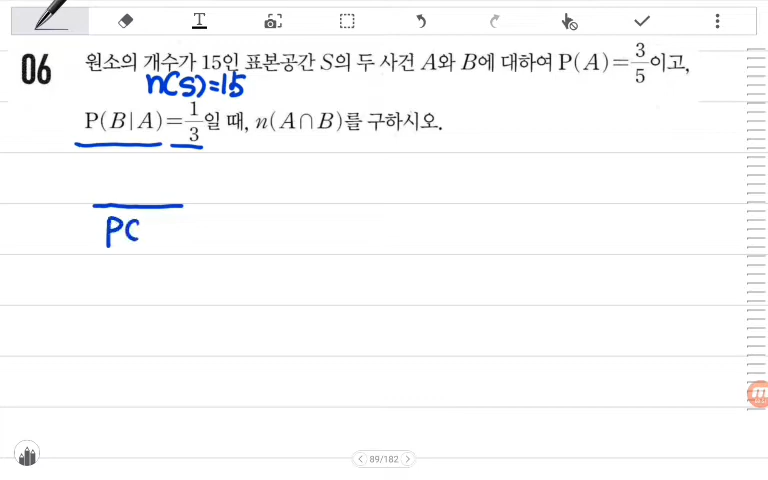 06 원소의 개수가 15인 표본공간 S의 두 사건 A와 B에 대하여 P(A)=3/5이고,
n(S)=15
P(B|A)=1/3일 때, n(A∩B)를 구하시오.
P(
89/182